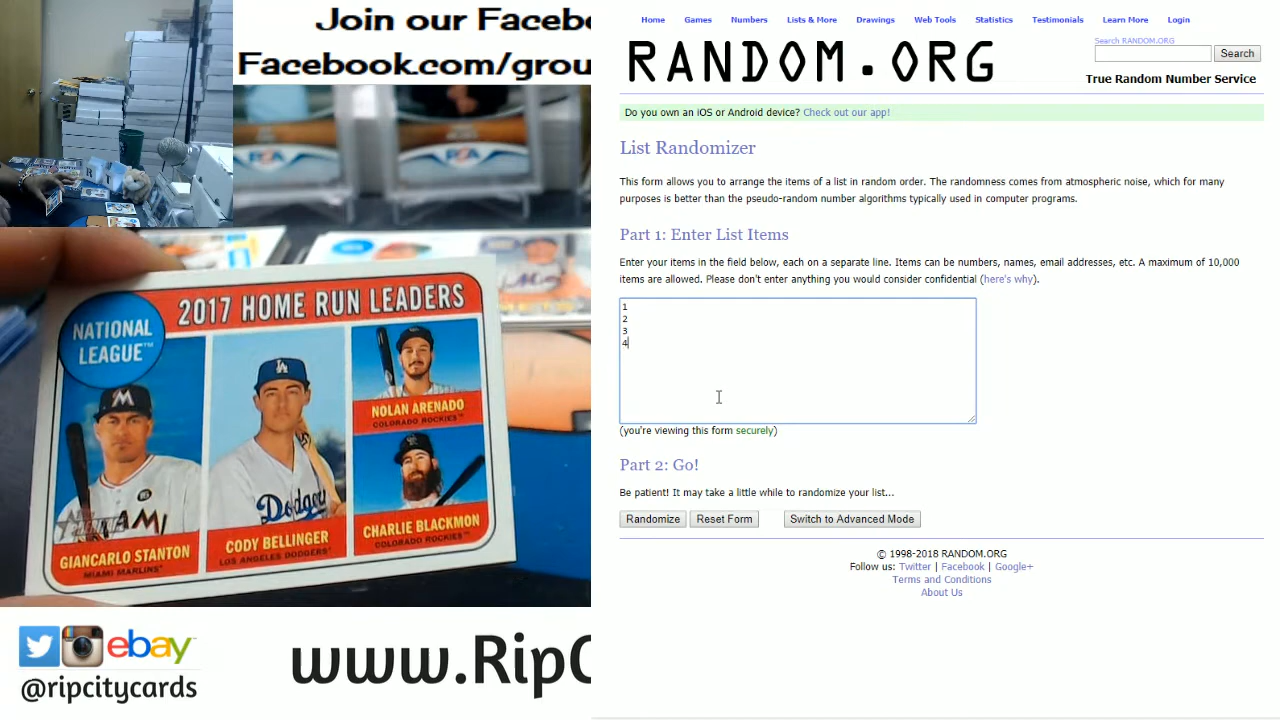 Join our Facebo
Facebook.com/grou
2017 HOME RUN LEADERS
NATIONAL
LEAGUE™
NOLAN ARENADO
COLORADO ROCKIES™
GIANCARLO STANTON
MIAMI MARLINS™
CODY BELLINGER
LOS ANGELES DODGERS™
CHARLIE BLACKMON
COLORADO ROCKIES™
Dodgers
ebay™
@ripcitycards
www.RipC
Home Games Numbers Lists & More Drawings Web Tools Statistics Testimonials Learn More Login
RANDOM.ORG
Search RANDOM.ORG
Search
True Random Number Service
Do you own an iOS or Android device? Check out our app!
List Randomizer
This form allows you to arrange the items of a list in random order. The randomness comes from atmospheric noise, which for many
purposes is better than the pseudo-random number algorithms typically used in computer programs.
Part 1: Enter List Items
Enter your items in the field below, each on a separate line. Items can be numbers, names, email addresses, etc. A maximum of 10,000
items are allowed. Please don't enter anything you would consider confidential (here's why).
1
2
3
4
(you're viewing this form securely)
Part 2: Go!
Be patient! It may take a little while to randomize your list...
Randomize Reset Form Switch to Advanced Mode
© 1998-2018 RANDOM.ORG
Follow us: Twitter | Facebook | Google+
Terms and Conditions
About Us